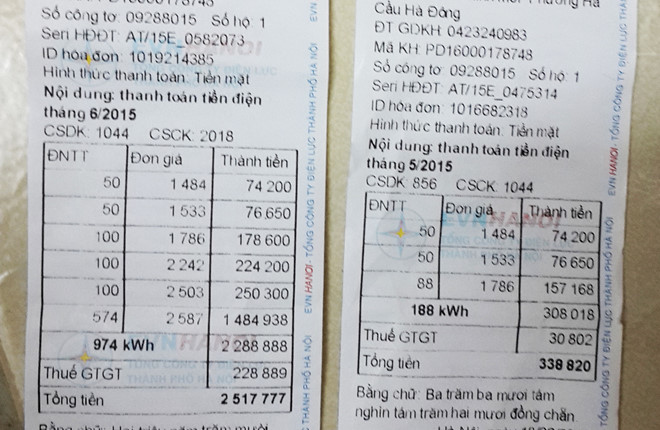 Số công tơ: 09288015 Số hộ: 1
Seri HĐĐT: AT/15E_0582073
ID hóa đơn: 1019214385
Hình thức thanh toán: Tiền mặt
Nội dung: thanh toán tiền điện
tháng 6/2015
CSDK: 1044 CSCK: 2018
ĐNTT Đơn giá Thành tiền
50 1 484 74 200
50 1 533 76 650
100 1 786 178 600
100 2 242 224 200
100 2 503 250 300
574 2 587 1 484 938
974 kWh 2 288 888
Thuế GTGT 228 889
Tổng tiền 2 517 777
EVN HANOI - TỔNG CÔNG TY ĐIỆN LỰC THÀNH PHỐ HÀ NỘI
Cầu Hà Đông
ĐT GDKH: 0423240983
Mã KH: PD16000178748
Số công tơ: 09288015 Số hộ: 1
Seri HĐĐT: AT/15E_0475314
ID hóa đơn: 1016682318
Hình thức thanh toán: Tiền mặt
Nội dung: thanh toán tiền điện
tháng 5/2015
CSDK: 856 CSCK: 1044
ĐNTT Đơn giá Thành tiền
50 1 484 74 200
50 1 533 76 650
88 1 786 157 168
188 kWh 308 018
Thuế GTGT 30 802
Tổng tiền 338 820
Bằng chữ: Ba trăm ba mươi tám
nghìn tám trăm hai mươi đồng chẵn
EVN HANOI - TỔNG CÔNG TY ĐIỆN LỰC THÀNH PHỐ HÀ NỘI